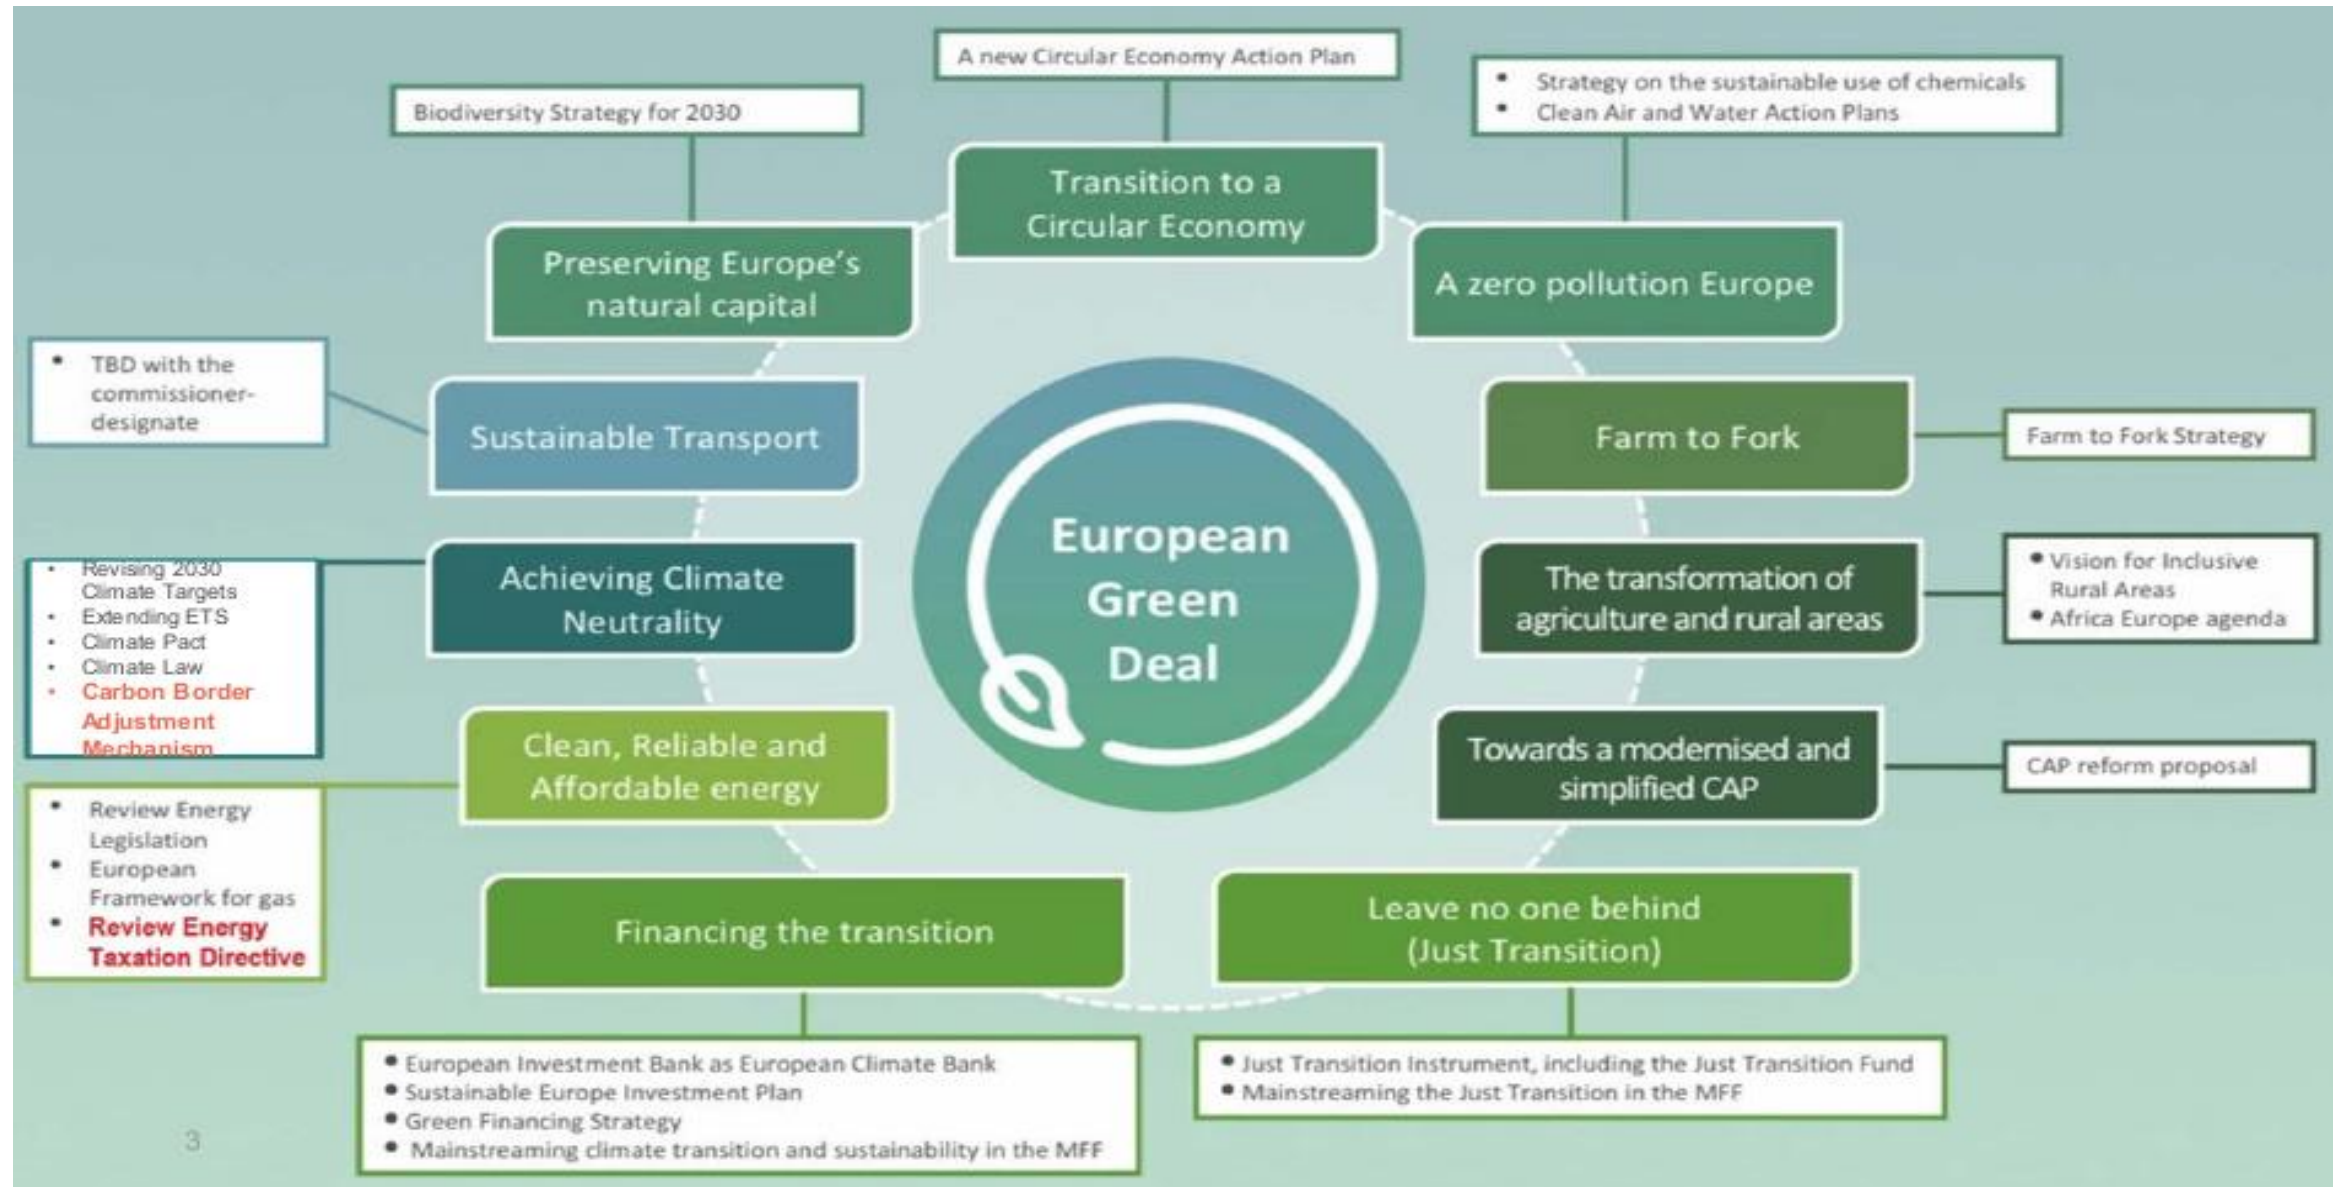 A new Circular Economy Action Plan
• Strategy on the sustainable use of chemicals
• Clean Air and Water Action Plans
Biodiversity Strategy for 2030
Transition to a
Circular Economy
Preserving Europe's
natural capital
A zero pollution Europe
• TBD with the
commissioner-
designate
Sustainable Transport
Farm to Fork
Farm to Fork Strategy
European
Green
Deal
• Revising 2030
Climate Targets
• Extending ETS
• Climate Pact
• Climate Law
• Carbon Border
Adjustment
Mechanism
Achieving Climate
Neutrality
The transformation of
agriculture and rural areas
• Vision for Inclusive
Rural Areas
• Africa Europe agenda
Clean, Reliable and
Affordable energy
Towards a modernised and
simplified CAP
CAP reform proposal
• Review Energy
Legislation
• European
Framework for gas
• Review Energy
Taxation Directive
Financing the transition
Leave no one behind
(Just Transition)
• European Investment Bank as European Climate Bank
• Sustainable Europe Investment Plan
• Green Financing Strategy
• Mainstreaming climate transition and sustainability in the MFF
• Just Transition Instrument, including the Just Transition Fund
• Mainstreaming the Just Transition in the MFF
3